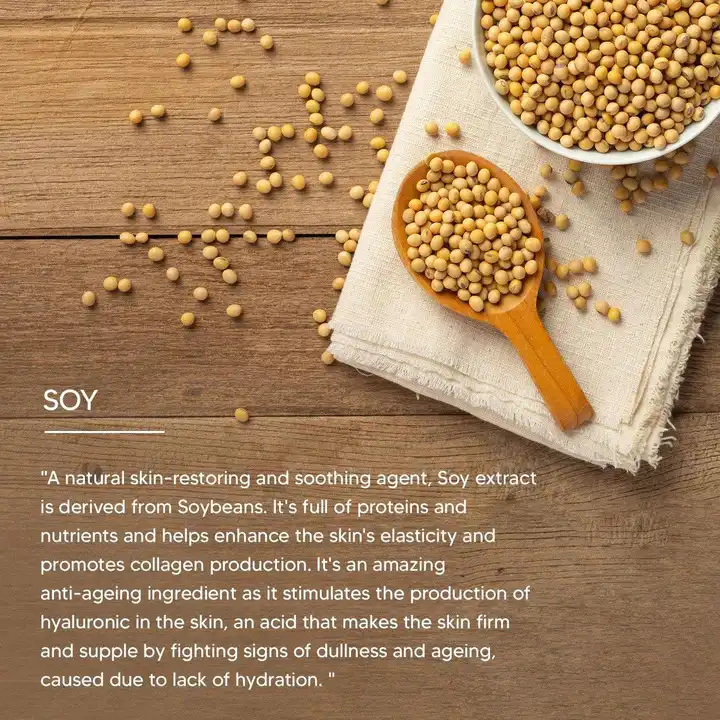 SOY
"A natural skin-restoring and soothing agent, Soy extract
is derived from Soybeans. It's full of proteins and
nutrients and helps enhance the skin's elasticity and
promotes collagen production. It's an amazing
anti-ageing ingredient as it stimulates the production of
hyaluronic in the skin, an acid that makes the skin firm
and supple by fighting signs of dullness and ageing,
caused due to lack of hydration. "